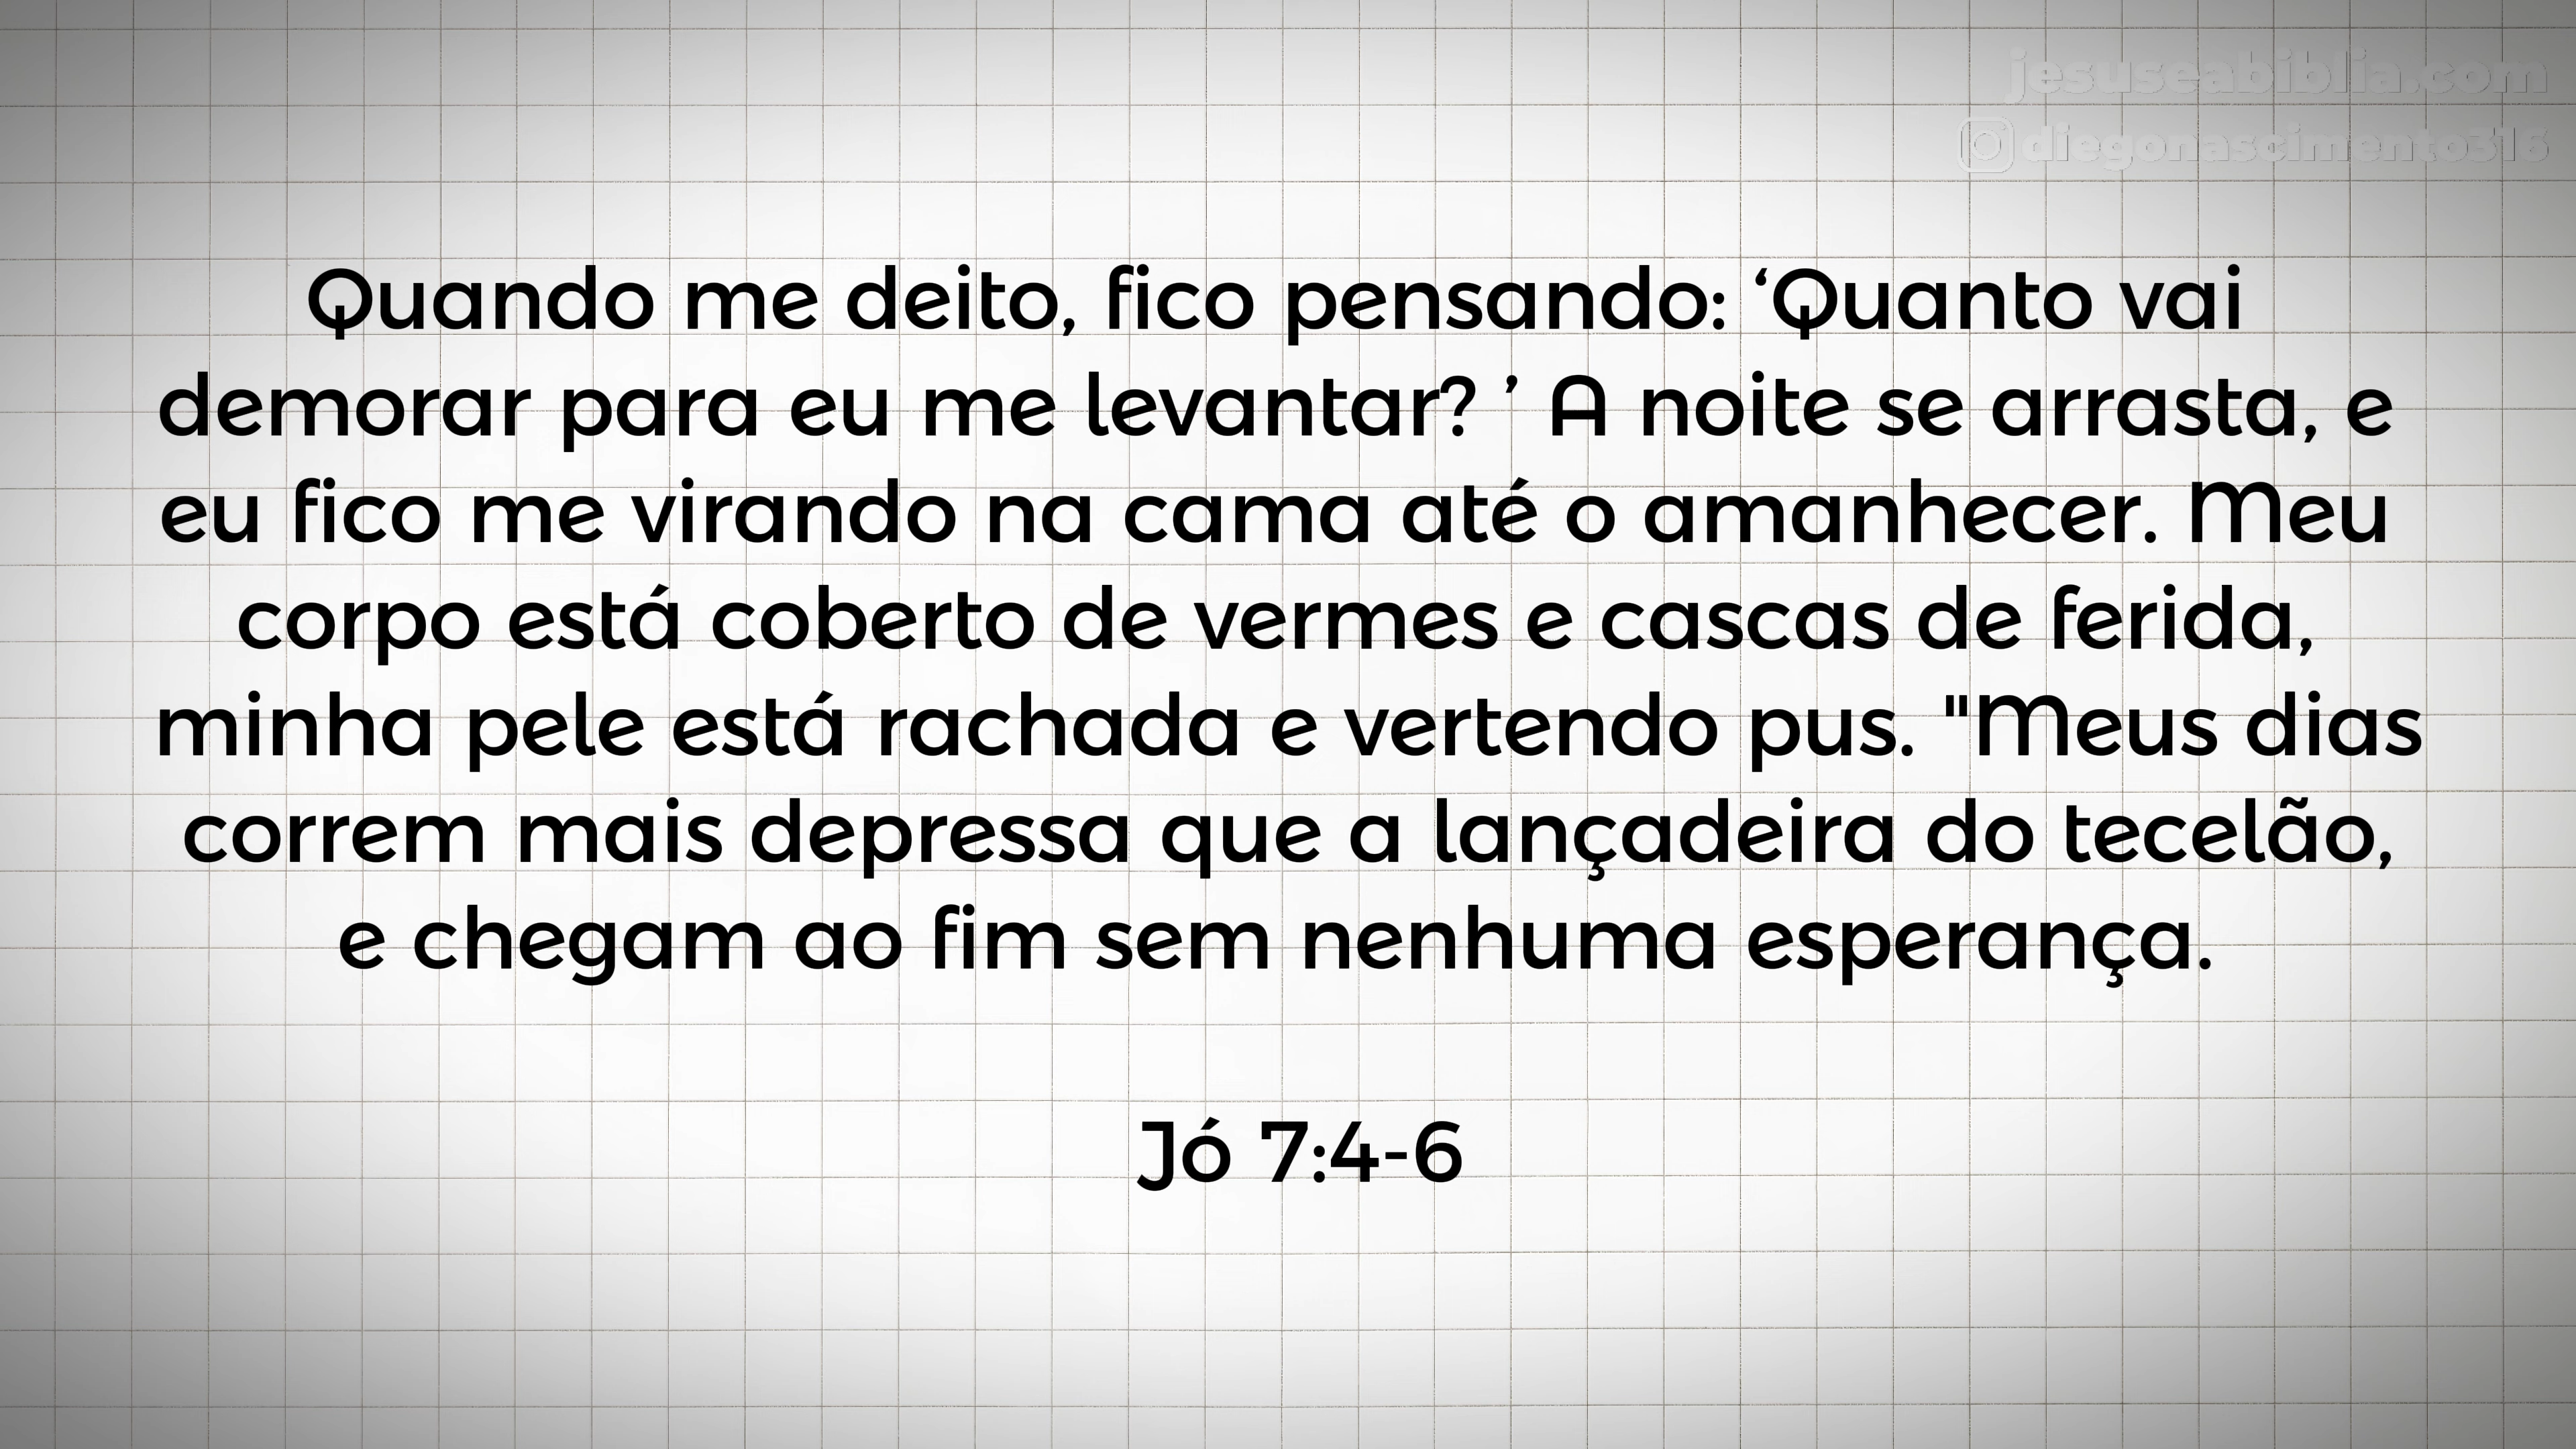 jesuseabiblia.com
diegonascimento316
Quando me deito, fico pensando: ‘Quanto vai
demorar para eu me levantar? ’ A noite se arrasta, e
eu fico me virando na cama até o amanhecer. Meu
corpo está coberto de vermes e cascas de ferida,
minha pele está rachada e vertendo pus. "Meus dias
correm mais depressa que a lançadeira do tecelão,
e chegam ao fim sem nenhuma esperança.
Jó 7:4-6